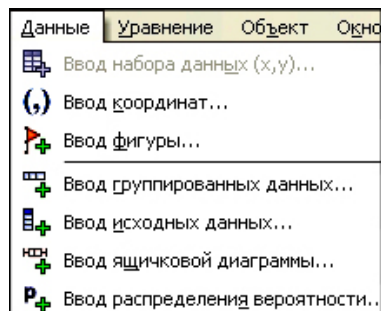 Данные Уравнение Объект Окно
Ввод набора данных (x,y)...
Ввод координат...
Ввод фигуры...
Ввод группированных данных...
Ввод исходных данных...
Ввод ящичковой диаграммы...
Ввод распределения вероятности..